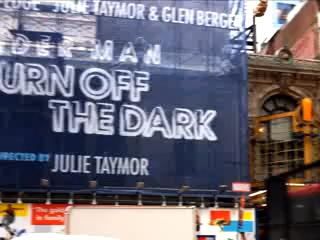 JULIE TAYMOR & GLEN BERGER
DER-MAN
URN OFF
THE DARK
DIRECTED BY JULIE TAYMOR